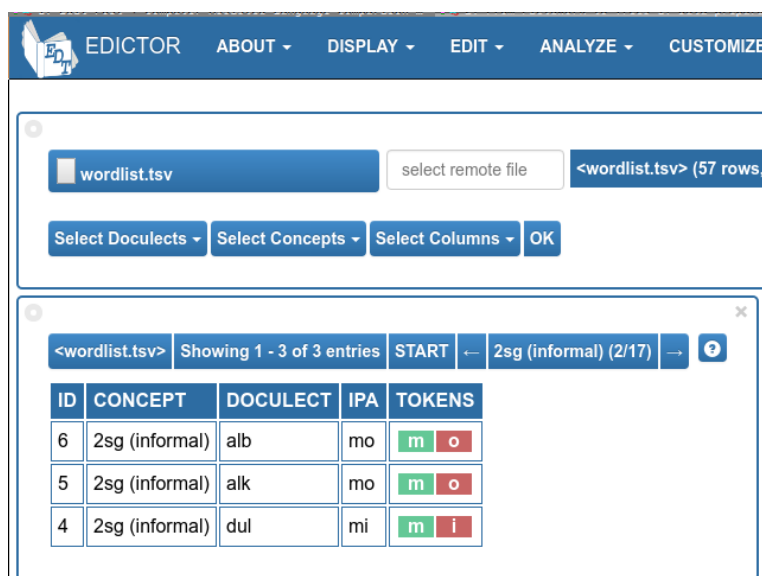 EDT EDICTOR ABOUT DISPLAY EDIT ANALYZE CUSTOMIZE
wordlist.tsv select remote file <wordlist.tsv> (57 rows,
Select Doculects Select Concepts Select Columns OK
<wordlist.tsv> Showing 1 - 3 of 3 entries START ← 2sg (informal) (2/17) → ?
ID CONCEPT DOCULECT IPA TOKENS
6 2sg (informal) alb mo m o
5 2sg (informal) alk mo m o
4 2sg (informal) dul mi m i